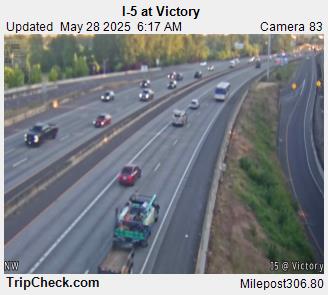 I-5 at Victory
Updated May 28 2025 6:17 AM Camera 83
NW I5 @ Victory
TripCheck.com Milepost306.80